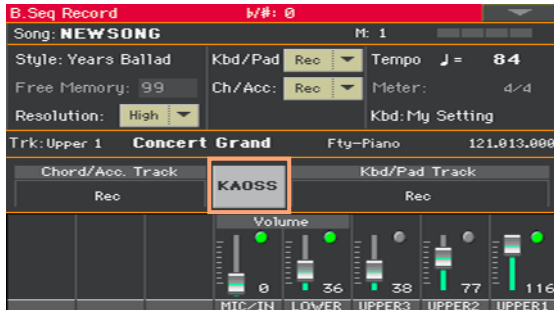 B.Seq Record b/#: 0
Song: NEWSONG M: 1
Style: Years Ballad Kbd/Pad Rec Tempo ♩= 84
Free Memory: 99 Ch/Acc: Rec Meter: 4/4
Resolution: High Kbd: My Setting
Trk: Upper 1 Concert Grand Fty-Piano 121.013.000
Chord/Acc. Track KAOSS Kbd/Pad Track
Rec Rec
Volume
0 36 38 77 116
MIC/IN LOWER UPPER3 UPPER2 UPPER1